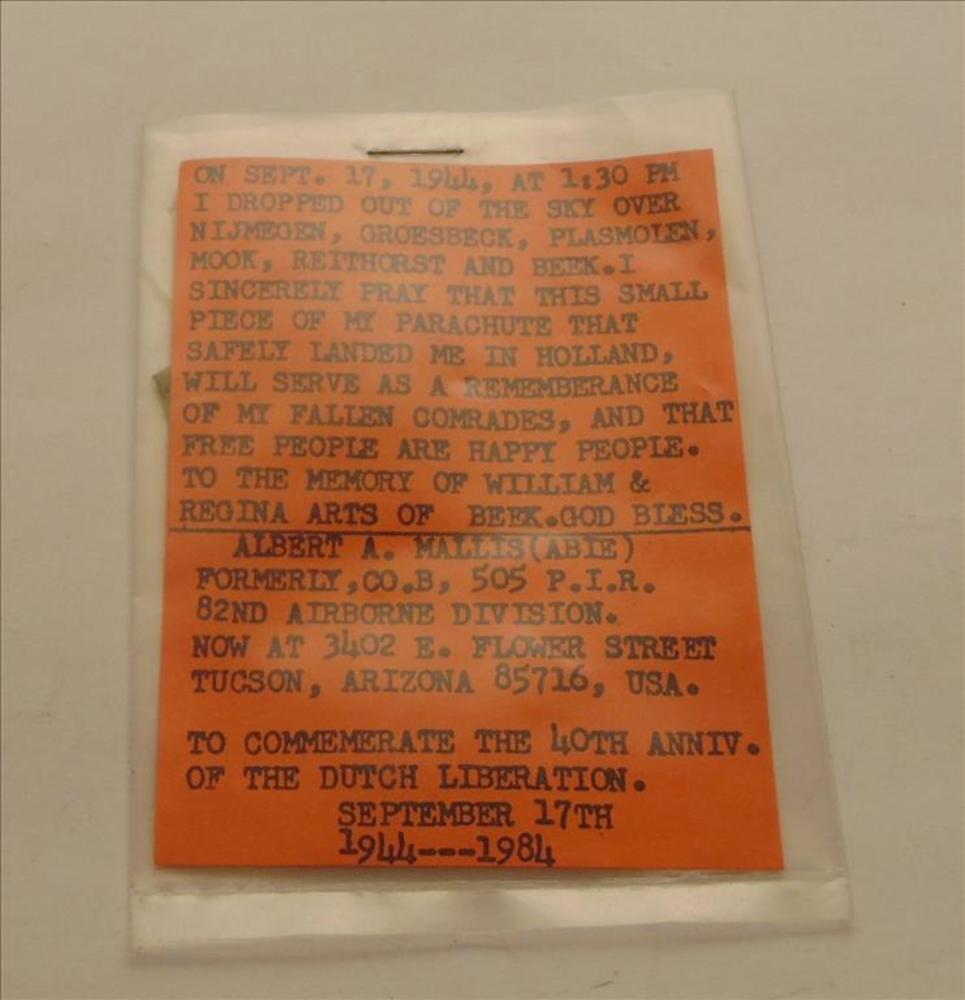 ON SEPT. 17, 1944, AT 1:30 PM
I DROPPED OUT OF THE SKY OVER
NIJMEGEN, GROESBECK, PLASMOLEN,
MOOK, REITHORST AND BEEK.I
SINCERELY PRAY THAT THIS SMALL
PIECE OF MY PARACHUTE THAT
SAFELY LANDED ME IN HOLLAND,
WILL SERVE AS A REMEMBERANCE
OF MY FALLEN COMRADES, AND THAT
FREE PEOPLE ARE HAPPY PEOPLE.
TO THE MEMORY OF WILLIAM &
REGINA ARTS OF BEEK.GOD BLESS.
ALBERT A. MALLIS(ABIE)
FORMERLY,CO.B, 505 P.I.R.
82ND AIRBORNE DIVISION.
NOW AT 3402 E. FLOWER STREET
TUCSON, ARIZONA 85716, USA.
TO COMMEMERATE THE 40TH ANNIV.
OF THE DUTCH LIBERATION.
SEPTEMBER 17TH
1944---1984